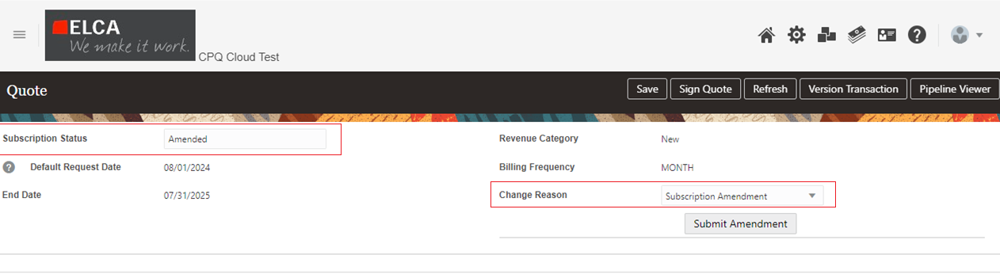 ELCA
We make it work.
CPQ Cloud Test
Quote
Save
Sign Quote
Refresh
Version Transaction
Pipeline Viewer
Subscription Status Amended
Revenue Category New
? Default Request Date 08/01/2024
Billing Frequency MONTH
End Date 07/31/2025
Change Reason Subscription Amendment
Submit Amendment